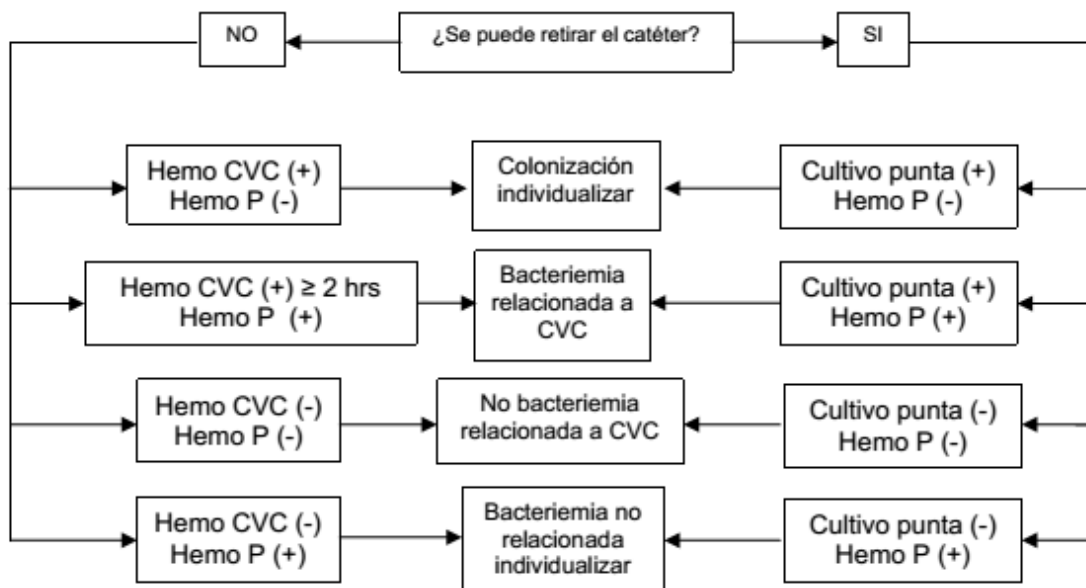 NO
¿Se puede retirar el catéter?
SI
Hemo CVC (+)
Hemo P (-)
Colonización
individualizar
Cultivo punta (+)
Hemo P (-)
Hemo CVC (+) ≥ 2 hrs
Hemo P (+)
Bacteriemia
relacionada a
CVC
Cultivo punta (+)
Hemo P (+)
Hemo CVC (-)
Hemo P (-)
No bacteriemia
relacionada a CVC
Cultivo punta (-)
Hemo P (-)
Hemo CVC (-)
Hemo P (+)
Bacteriemia no
relacionada
individualizar
Cultivo punta (-)
Hemo P (+)